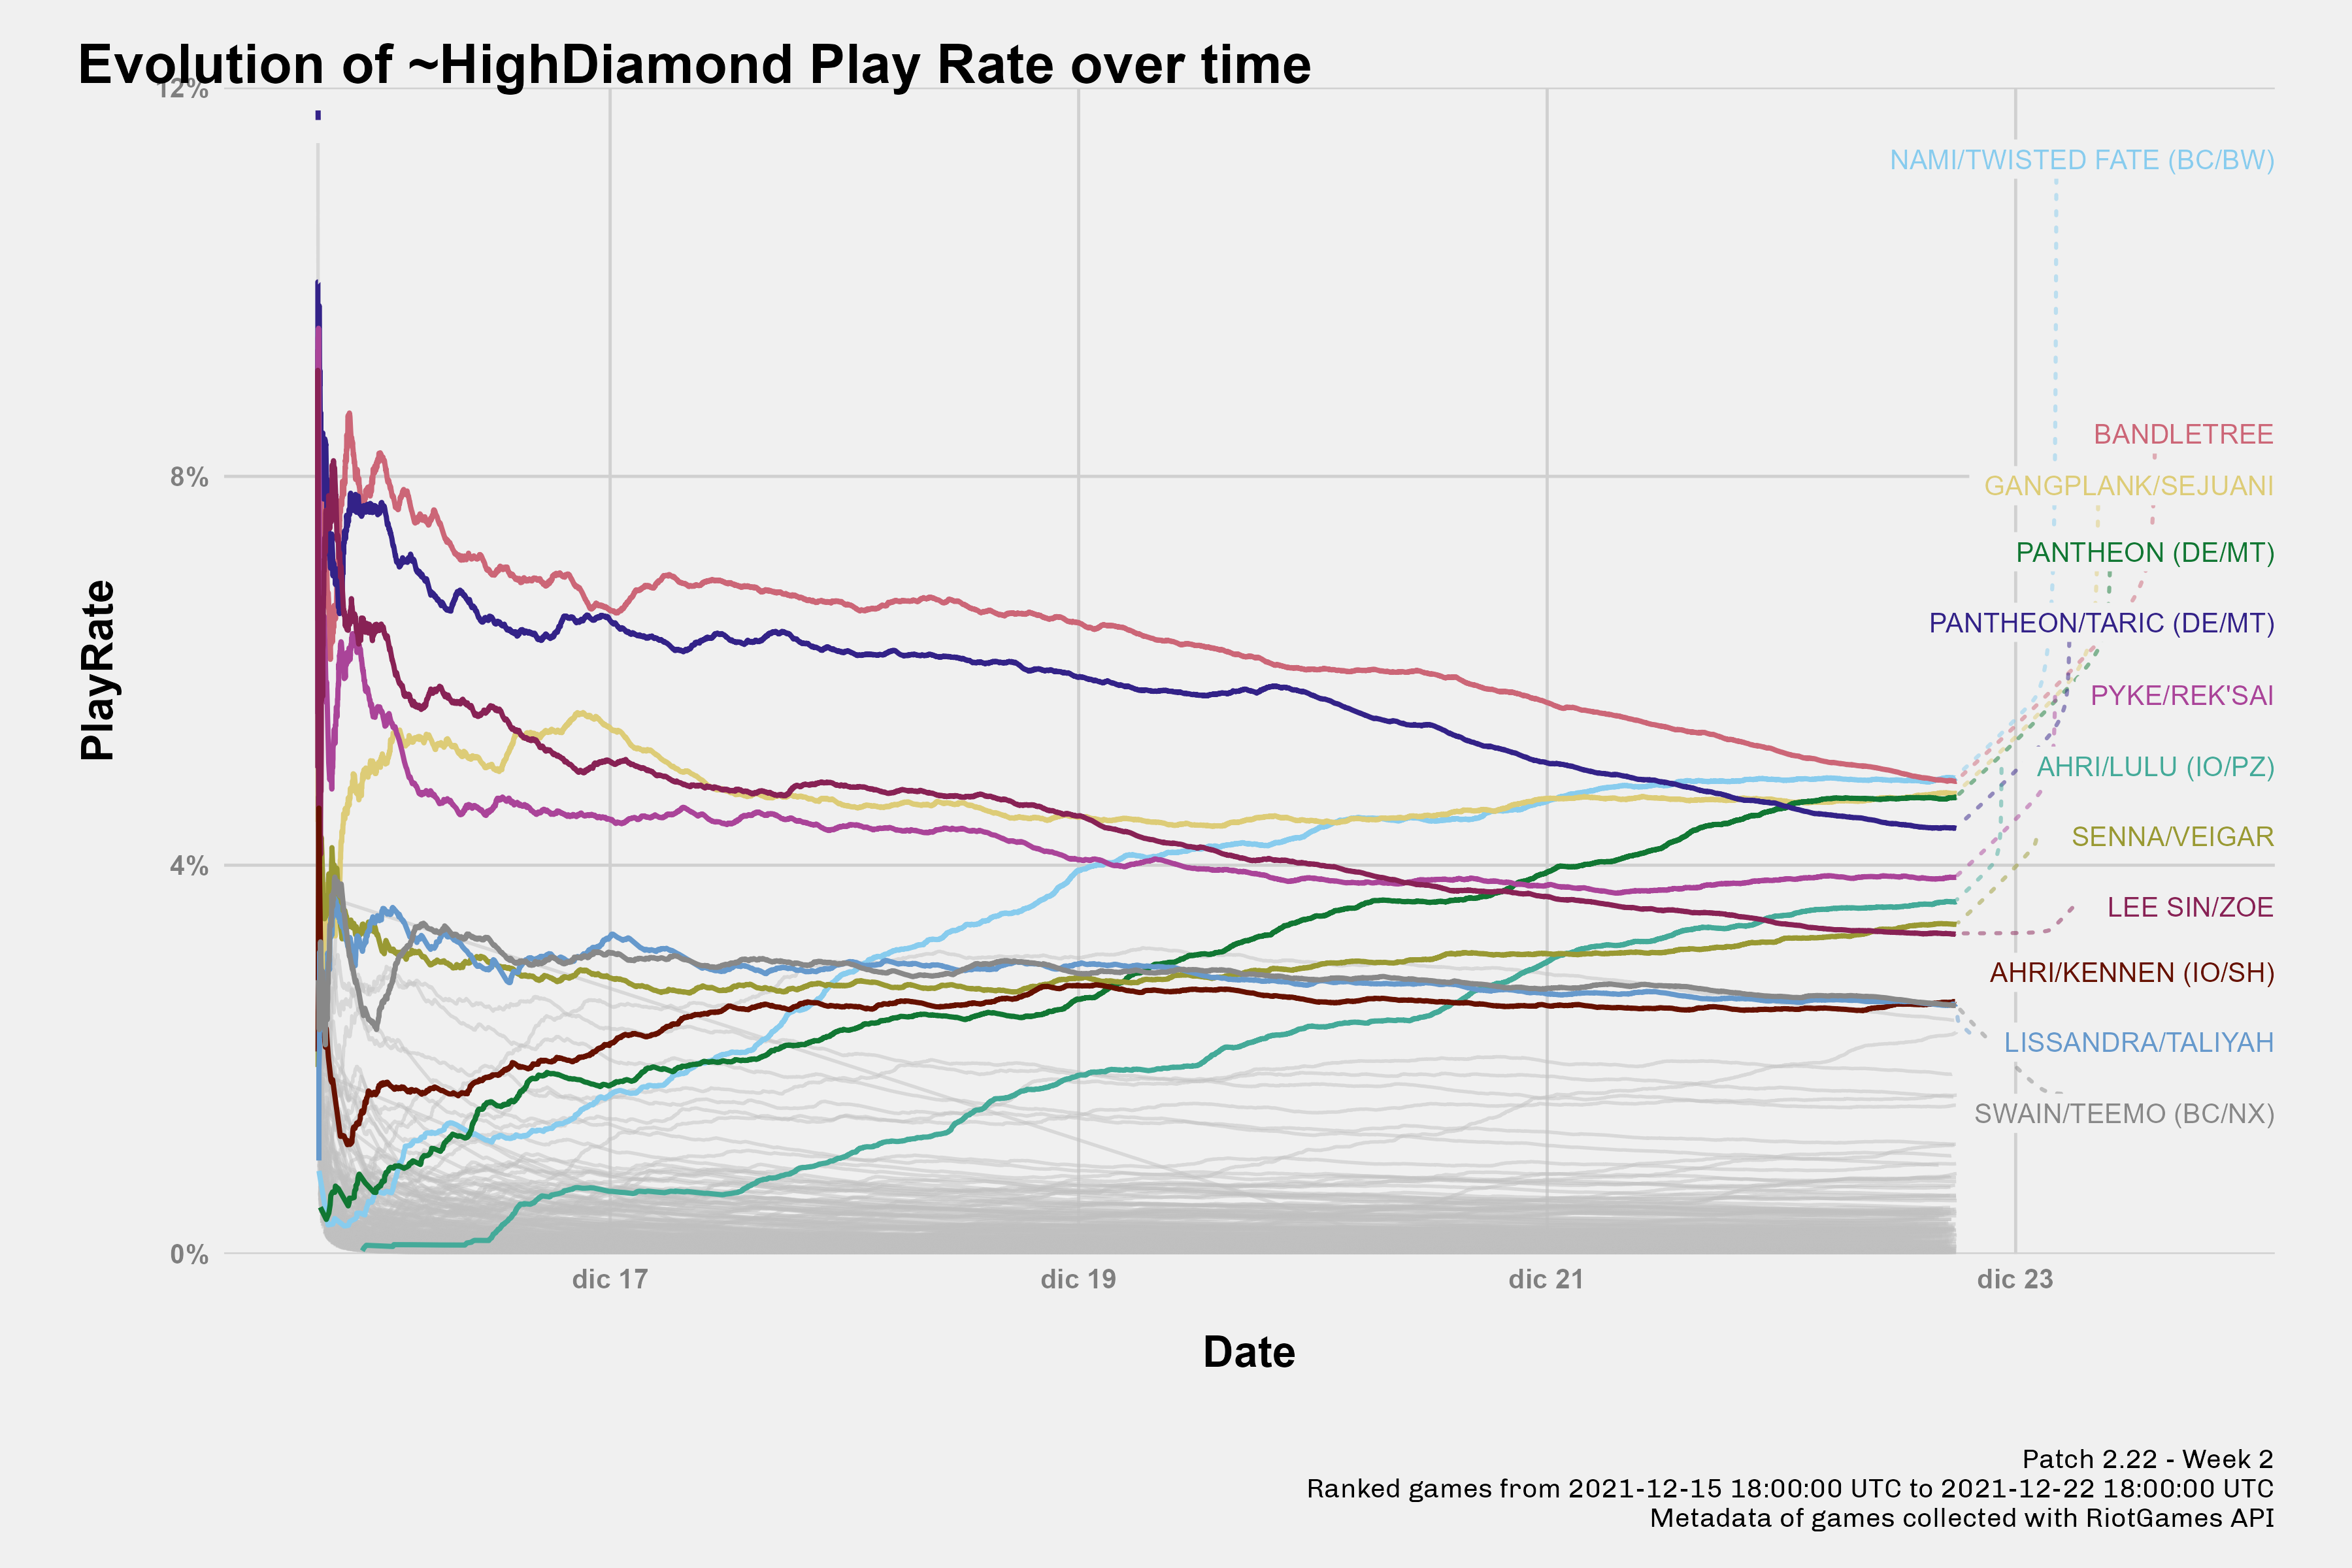 Evolution of ~HighDiamond Play Rate over time
12%
8%
4%
0%
PlayRate
NAMI/TWISTED FATE (BC/BW)
BANDLETREE
GANGPLANK/SEJUANI
PANTHEON (DE/MT)
PANTHEON/TARIC (DE/MT)
PYKE/REK'SAI
AHRI/LULU (IO/PZ)
SENNA/VEIGAR
LEE SIN/ZOE
AHRI/KENNEN (IO/SH)
LISSANDRA/TALIYAH
SWAIN/TEEMO (BC/NX)
dic 17
dic 19
dic 21
dic 23
Date
Patch 2.22 - Week 2
Ranked games from 2021-12-15 18:00:00 UTC to 2021-12-22 18:00:00 UTC
Metadata of games collected with RiotGames API